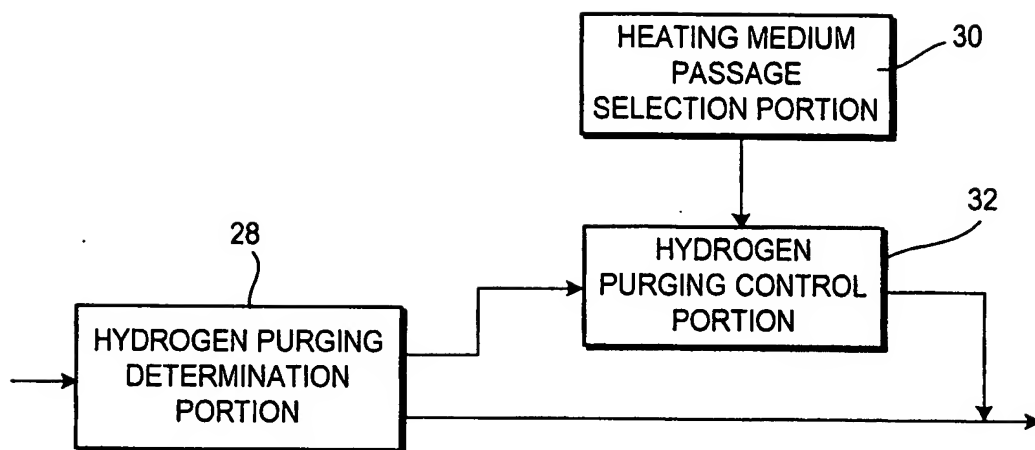 HEATING MEDIUM
PASSAGE
SELECTION PORTION
30
HYDROGEN
PURGING CONTROL
PORTION
32
28
HYDROGEN PURGING
DETERMINATION
PORTION